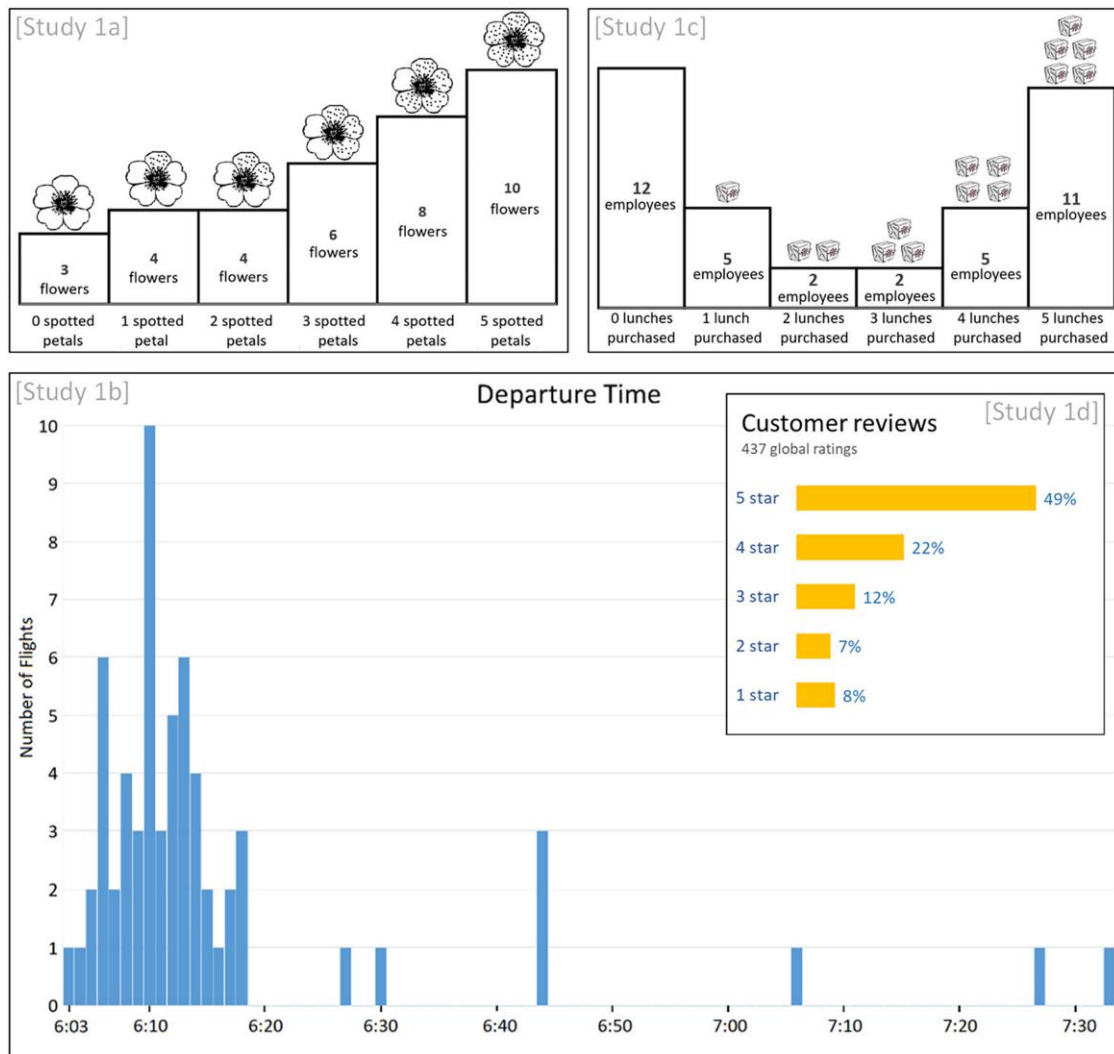 [Study 1a]
3
flowers
4
flowers
4
flowers
6
flowers
8
flowers
10
flowers
0 spotted
petals
1 spotted
petal
2 spotted
petals
3 spotted
petals
4 spotted
petals
5 spotted
petals
[Study 1c]
12
employees
5
employees
2
employees
2
employees
5
employees
11
employees
0 lunches
purchased
1 lunch
purchased
2 lunches
purchased
3 lunches
purchased
4 lunches
purchased
5 lunches
purchased
[Study 1b]
Departure Time
Number of Flights
10
9
8
7
6
5
4
3
2
1
0
6:03
6:10
6:20
6:30
6:40
6:50
7:00
7:10
7:20
7:30
[Study 1d]
Customer reviews
437 global ratings
5 star 49%
4 star 22%
3 star 12%
2 star 7%
1 star 8%